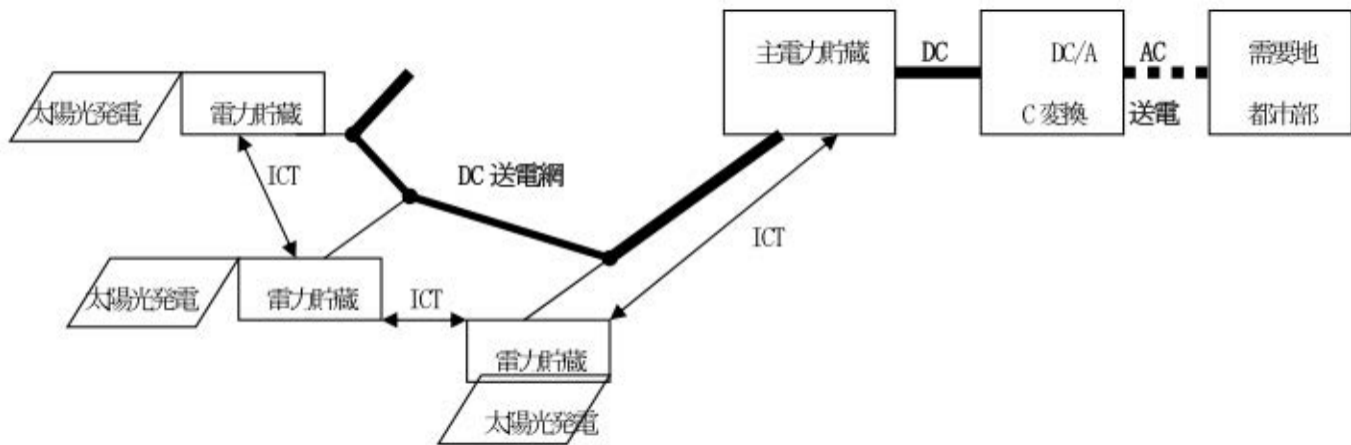 主電力貯蔵
DC
DC/A
C 変換
AC
送電
需要地
都市部
太陽光発電
電力貯蔵
ICT
DC 送電網
ICT
太陽光発電
電力貯蔵
ICT
電力貯蔵
太陽光発電